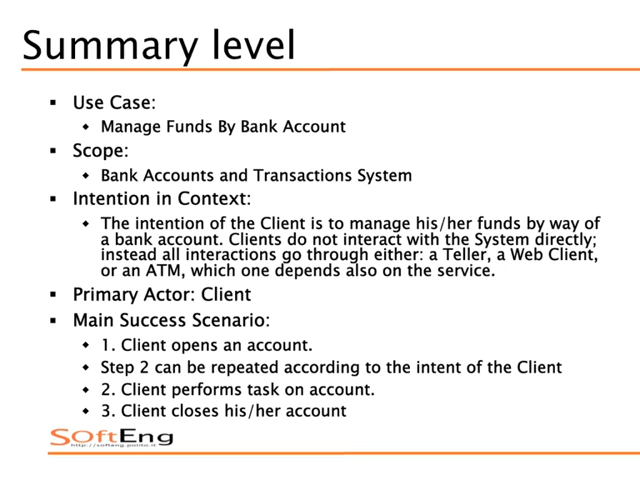 Summary level
Use Case:
Manage Funds By Bank Account
Scope:
Bank Accounts and Transactions System
Intention in Context:
The intention of the Client is to manage his/her funds by way of
a bank account. Clients do not interact with the System directly;
instead all interactions go through either: a Teller, a Web Client,
or an ATM, which one depends also on the service.
Primary Actor: Client
Main Success Scenario:
1. Client opens an account.
Step 2 can be repeated according to the intent of the Client
2. Client performs task on account.
3. Client closes his/her account
SOftEng
http://softeng.polito.it